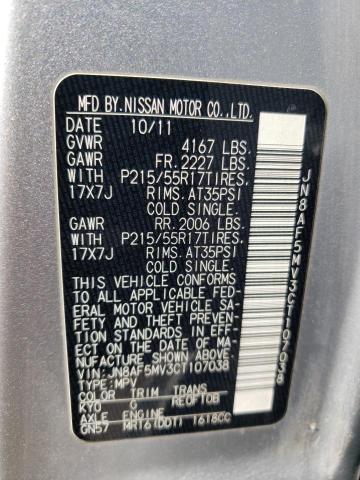 MFD BY.NISSAN MOTOR CO.,LTD.
DATE 10/11
GVWR 4167 LBS.
GAWR FR.2227 LBS.
WITH P215/55R17TIRES.
17X7J RIMS.AT35PSI
COLD SINGLE.
GAWR RR.2006 LBS.
WITH P215/55R17TIRES.
17X7J RIMS.AT35PSI
COLD SINGLE.
THIS VEHICLE CONFORMS
TO ALL APPLICABLE FED-
ERAL MOTOR VEHICLE SA-
FETY AND THEFT PREVEN-
TION STANDARDS IN EFF-
ECT ON THE DATE OF MA-
NUFACTURE SHOWN ABOVE.
VIN: JN8AF5MV3CT107038
TYPE:MPV
COLOR TRIM TRANS
KYO G RE0F10B
AXLE ENGINE
GN57 MR16(DDT) 1618CC
JN8AF5MV3CT107038